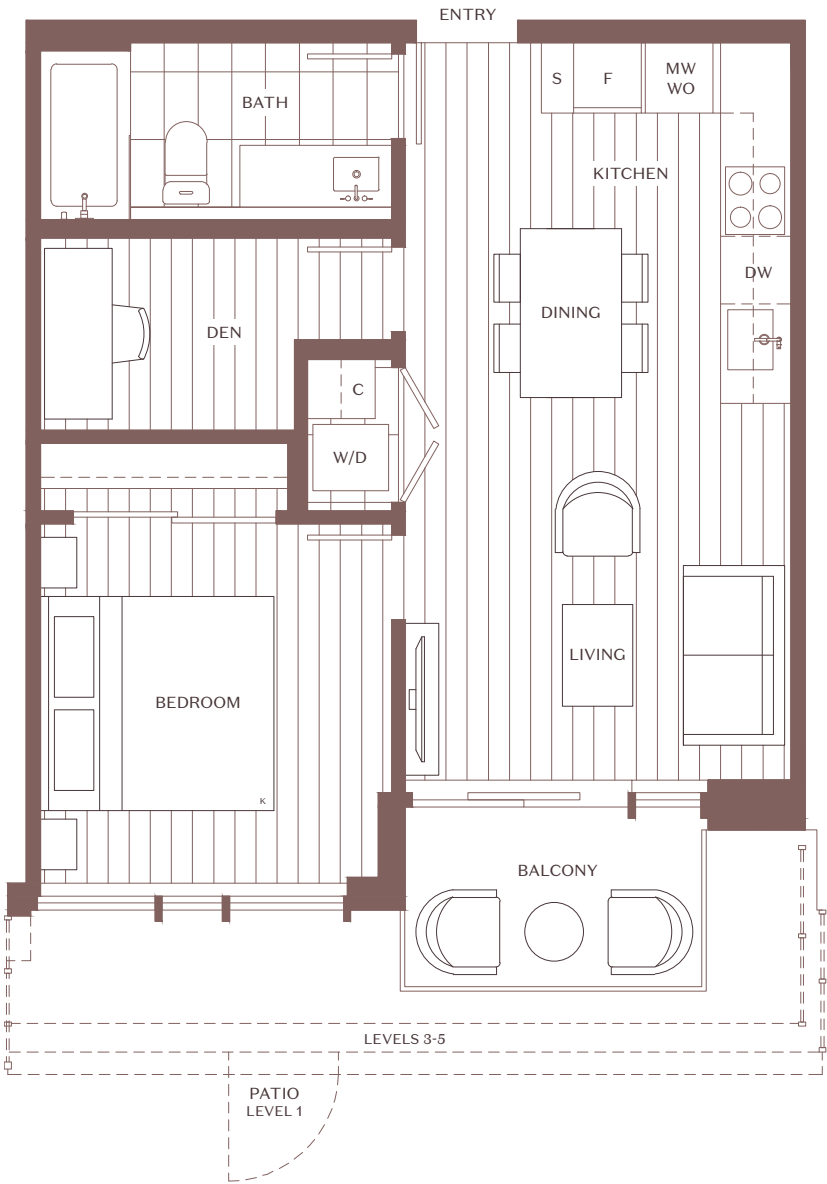 ENTRY
BATH
S
F
MW
WO
KITCHEN
DW
DINING
DEN
C
W/D
LIVING
BEDROOM
K
BALCONY
LEVELS 3-5
PATIO
LEVEL 1